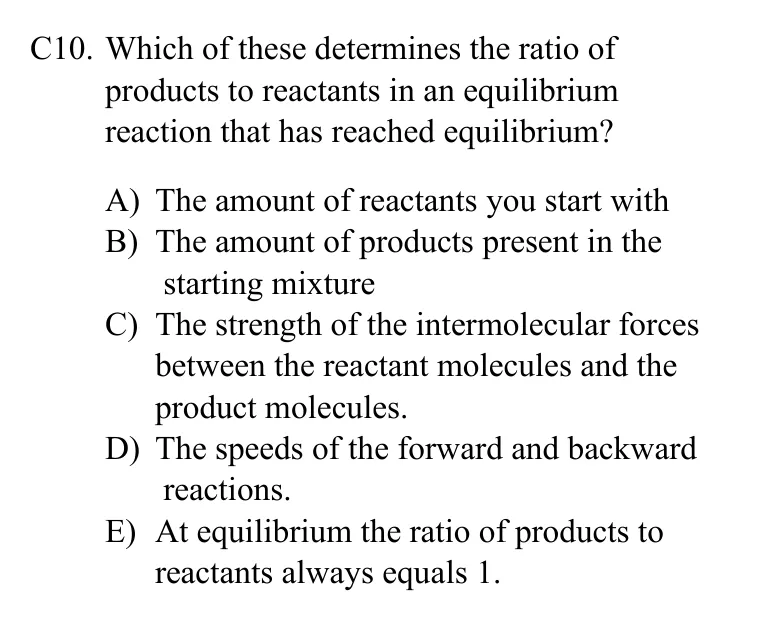 C10. Which of these determines the ratio of
products to reactants in an equilibrium
reaction that has reached equilibrium?
A) The amount of reactants you start with
B) The amount of products present in the
starting mixture
C) The strength of the intermolecular forces
between the reactant molecules and the
product molecules.
D) The speeds of the forward and backward
reactions.
E) At equilibrium the ratio of products to
reactants always equals 1.